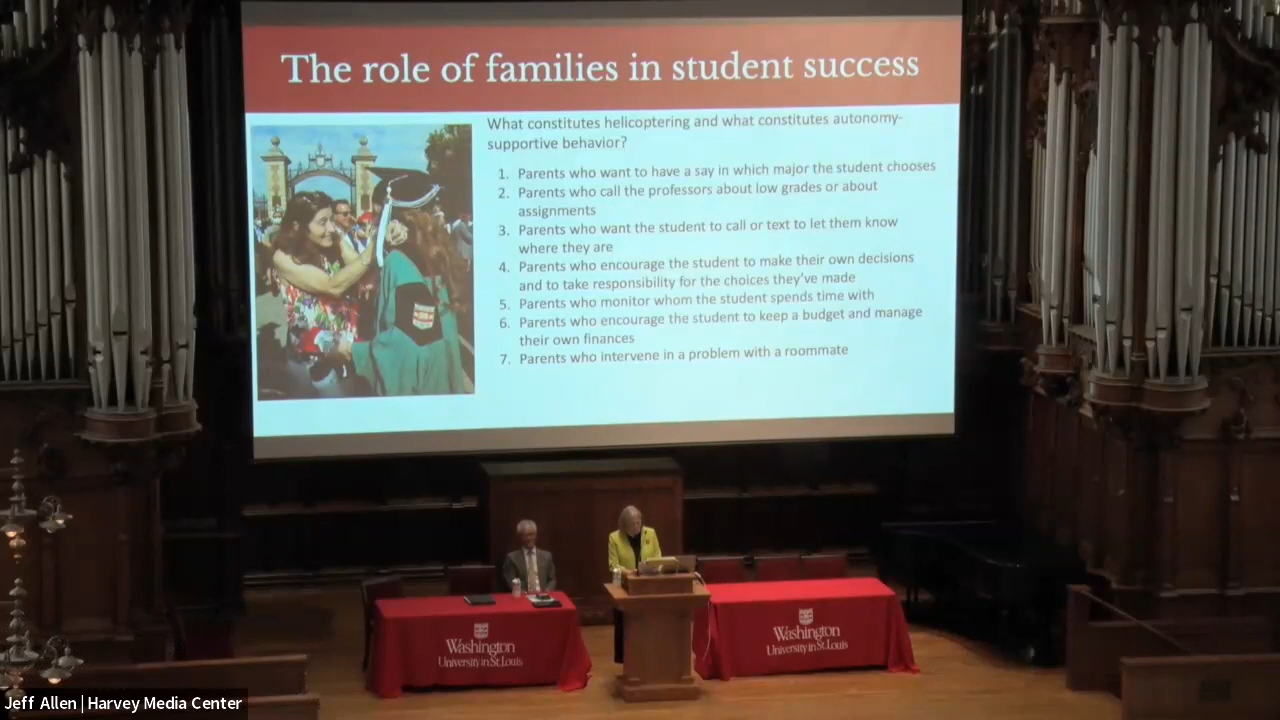 The role of families in student success
What constitutes helicoptering and what constitutes autonomy-
supportive behavior?
1. Parents who want to have a say in which major the student chooses
2. Parents who call the professors about low grades or about
assignments
3. Parents who want the student to call or text to let them know
where they are
4. Parents who encourage the student to make their own decisions
and to take responsibility for the choices they've made
5. Parents who monitor whom the student spends time with
6. Parents who encourage the student to keep a budget and manage
their own finances
7. Parents who intervene in a problem with a roommate
Washington
University in St. Louis
Washington
University in St. Louis
Jeff Allen | Harvey Media Center